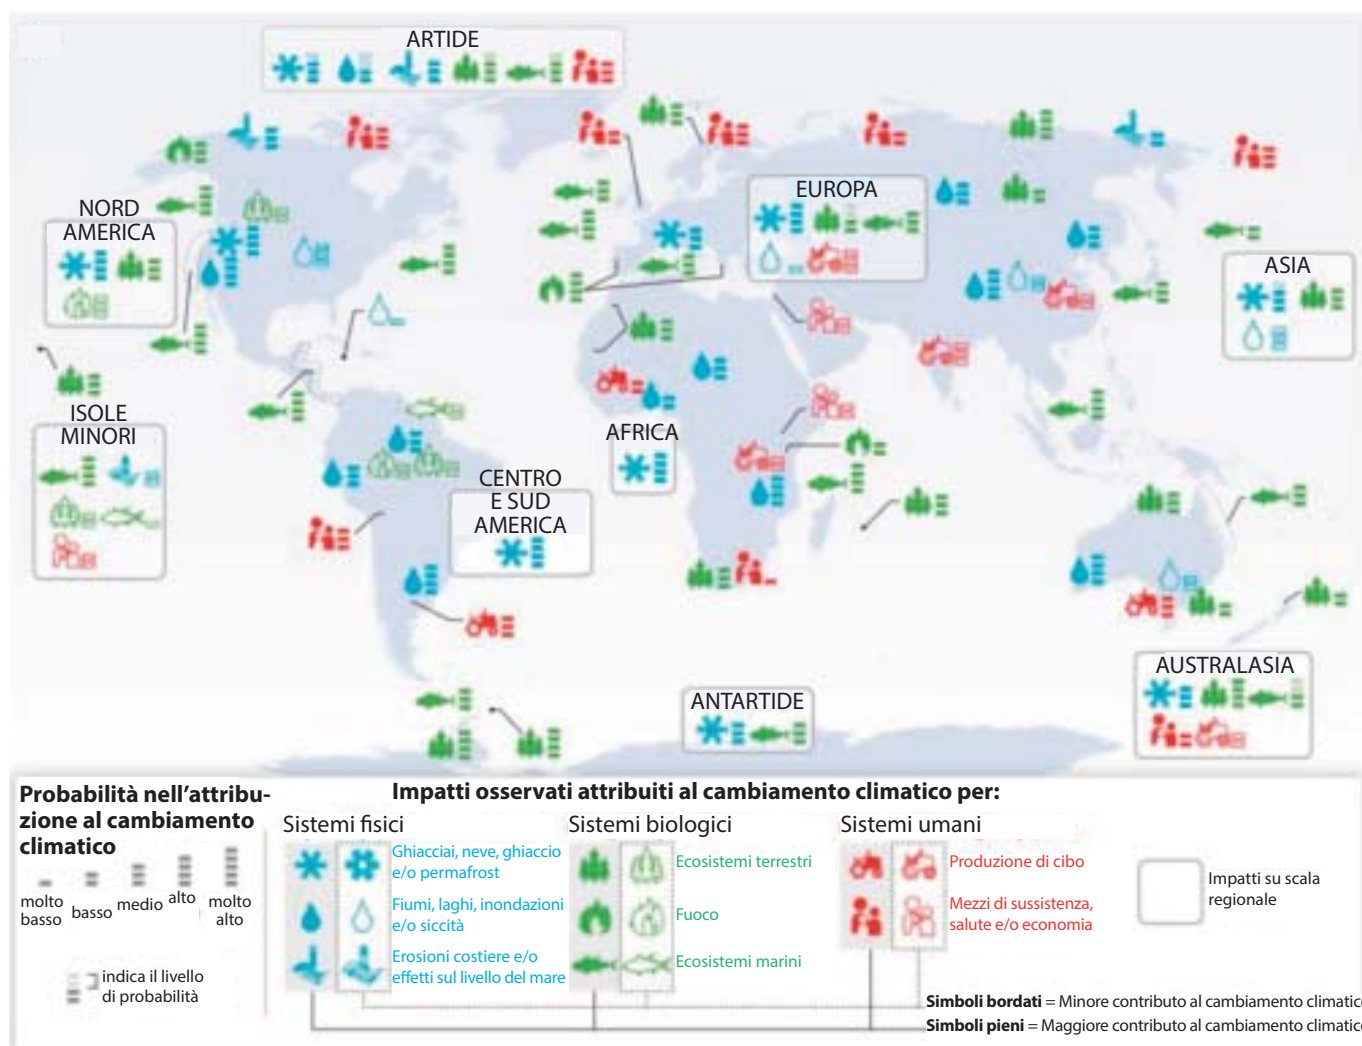 ARTIDE
EUROPA
NORD
AMERICA
ASIA
ISOLE
MINORI
AFRICA
CENTRO
E SUD
AMERICA
AUSTRALASIA
ANTARTIDE
Probabilità nell’attribu-
zione al cambiamento
climatico
molto
basso
basso
medio
alto
molto
alto
indica il livello
di probabilità
Impatti osservati attribuiti al cambiamento climatico per:
Sistemi fisici
Ghiacciai, neve, ghiaccio
e/o permafrost
Fiumi, laghi, inondazioni
e/o siccità
Erosioni costiere e/o
effetti sul livello del mare
Sistemi biologici
Ecosistemi terrestri
Fuoco
Ecosistemi marini
Sistemi umani
Produzione di cibo
Mezzi di sussistenza,
salute e/o economia
Impatti su scala
regionale
Simboli bordati = Minore contributo al cambiamento climatico
Simboli pieni = Maggiore contributo al cambiamento climatico